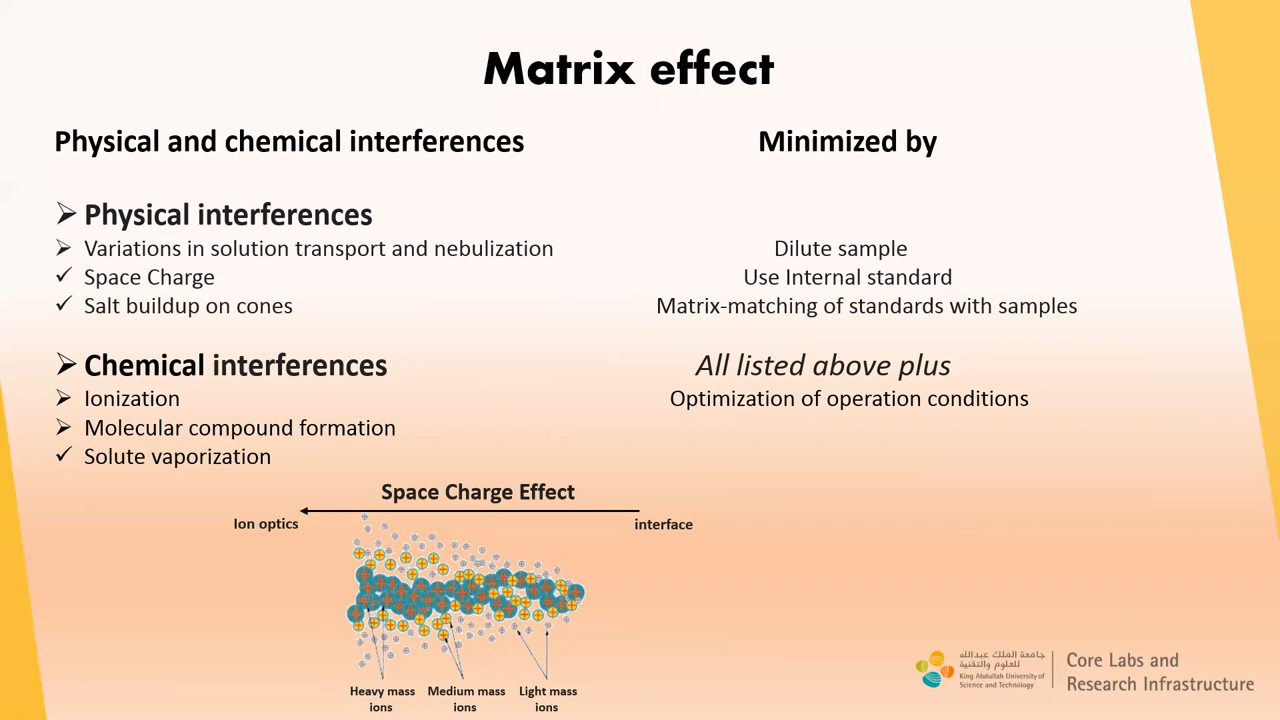 Matrix effect
Physical and chemical interferences
Minimized by
Physical interferences
Variations in solution transport and nebulization
Dilute sample
Space Charge
Use Internal standard
Salt buildup on cones
Matrix-matching of standards with samples
Chemical interferences
All listed above plus
Ionization
Optimization of operation conditions
Molecular compound formation
Solute vaporization
Space Charge Effect
Ion optics
interface
Heavy mass
ions
Medium mass
ions
Light mass
ions
جامعة الملك عبدالله
للعلوم والتقنية
King Abdullah University of
Science and Technology
Core Labs and
Research Infrastructure